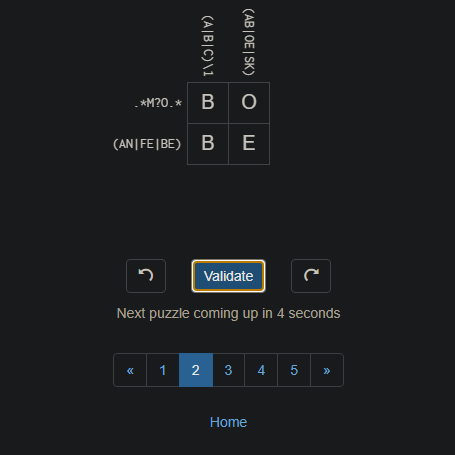 (A|B|C)\1
(AB|OE|SK)
.*M?O.* B O
(AN|FE|BE) B E
Validate
Next puzzle coming up in 4 seconds
« 1 2 3 4 5 »
Home